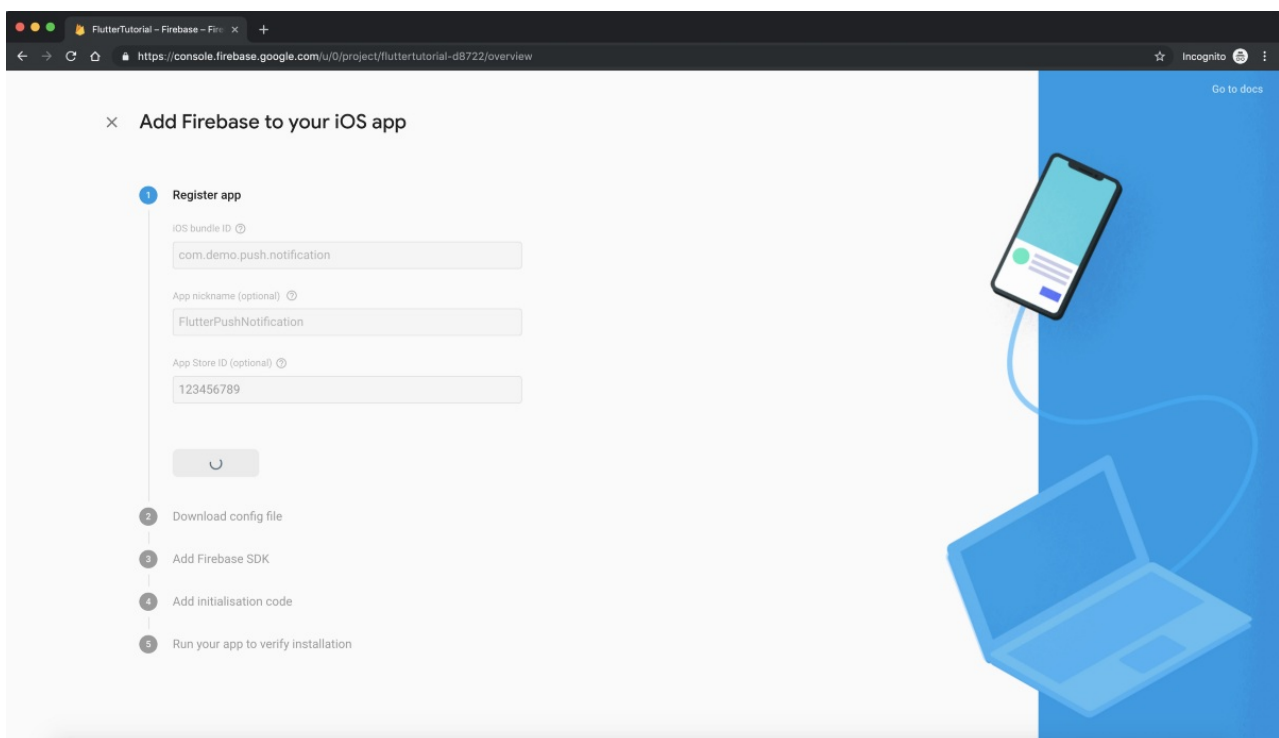 FlutterTutorial – Firebase – Fire
https://console.firebase.google.com/u/0/project/fluttertutorial-d8722/overview
Incognito
Go to docs
Add Firebase to your iOS app
1 Register app
iOS bundle ID
com.demo.push.notification
App nickname (optional)
FlutterPushNotification
App Store ID (optional)
123456789
2 Download config file
3 Add Firebase SDK
4 Add initialisation code
5 Run your app to verify installation